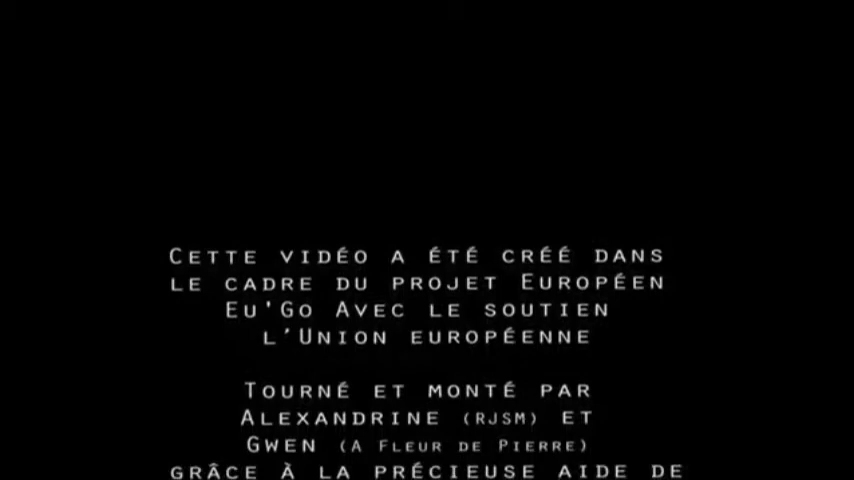 Cette vidéo a été créé dans
le cadre du projet Européen
Eu'Go Avec le soutien
l'Union européenne
Tourné et monté par
Alexandrine (RJSM) et
Gwen (A Fleur de Pierre)
grâce à la précieuse aide de